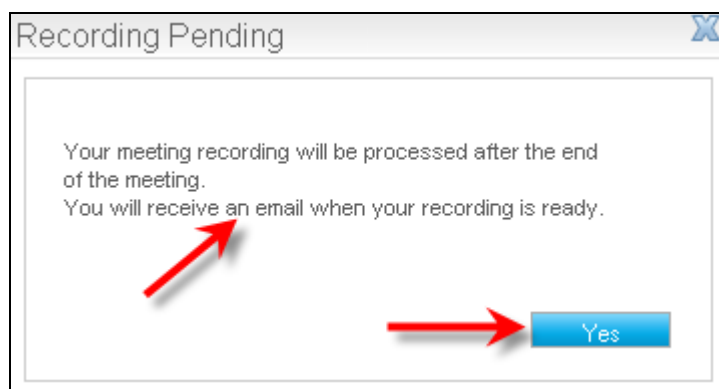 Recording Pending
Your meeting recording will be processed after the end
of the meeting.
You will receive an email when your recording is ready.
Yes